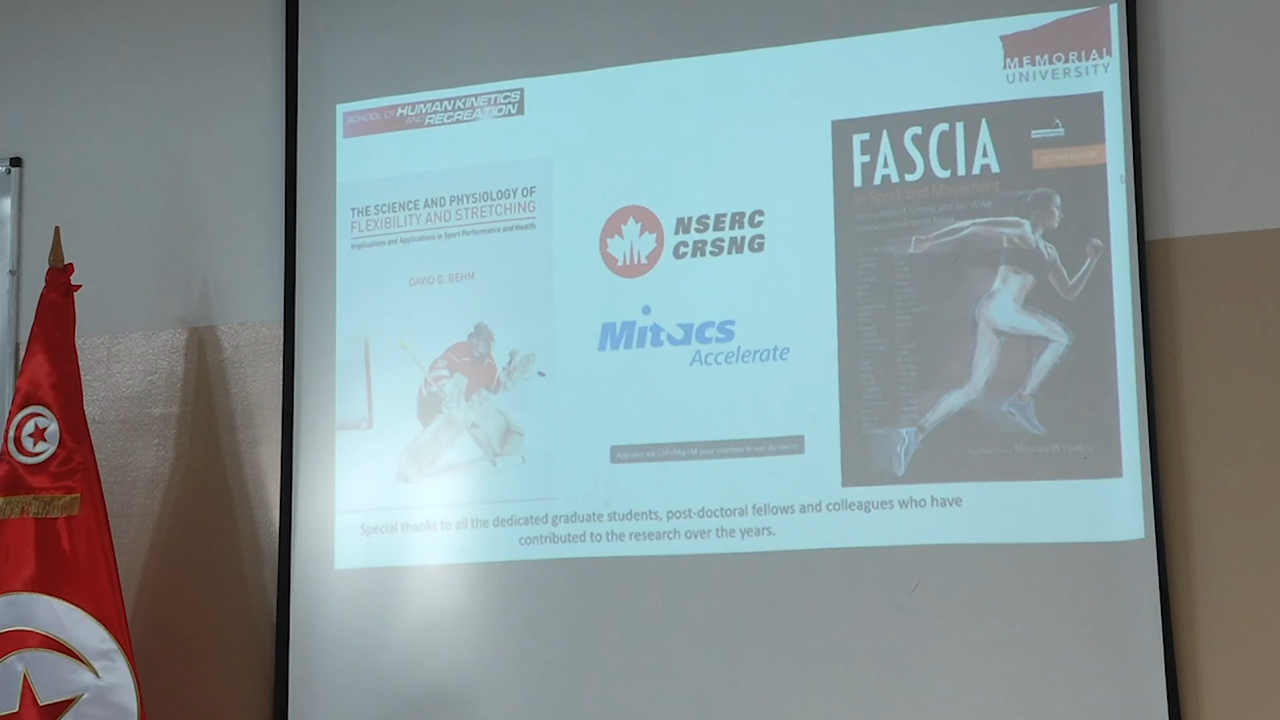 SCHOOL OF HUMAN KINETICS
AND RECREATION
MEMORIAL
UNIVERSITY
THE SCIENCE AND PHYSIOLOGY OF
FLEXIBILITY AND STRETCHING
Implications and Applications in Sport Performance and Health
DAVID G. BEHM
NSERC
CRSNG
Mitacs
Accelerate
FASCIA
in Sport and Movement
SECOND EDITION
Special thanks to all the dedicated graduate students, post-doctoral fellows and colleagues who have
contributed to the research over the years.